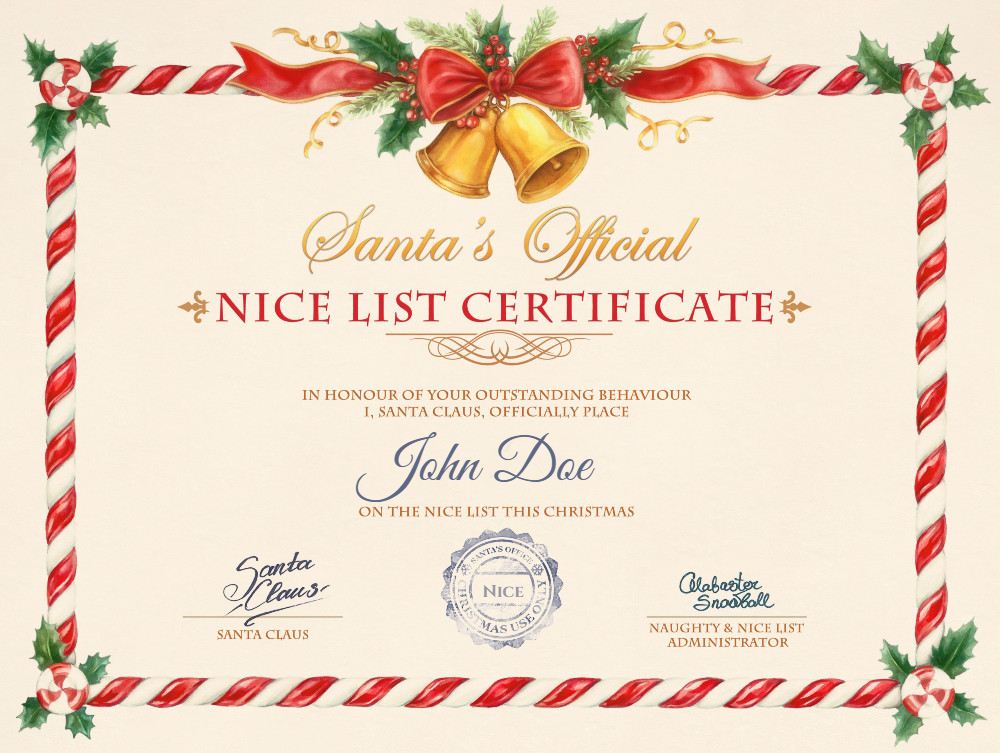 Santa's Official
NICE LIST CERTIFICATE
IN HONOUR OF YOUR OUTSTANDING BEHAVIOUR
I, SANTA CLAUS, OFFICIALLY PLACE
John Doe
ON THE NICE LIST THIS CHRISTMAS
Santa
Claus
SANTA CLAUS
SANTA'S OFFICE
NICE
CHRISTMAS USE ONLY
Alabaster
Snowball
NAUGHTY & NICE LIST
ADMINISTRATOR